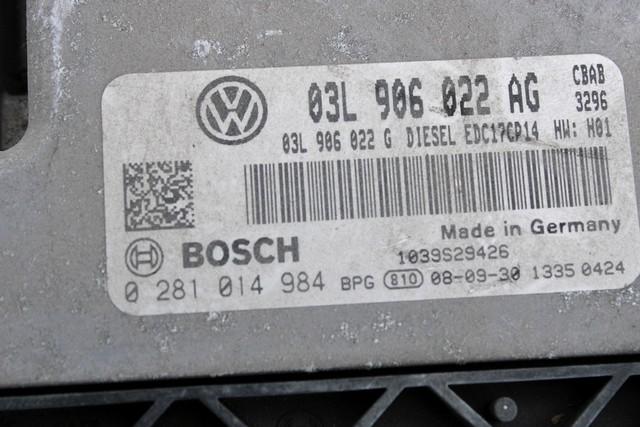 03L 906 022 AG CBAB
3296
03L 906 022 G DIESEL EDC17CP14 HW: H01
Made in Germany
BOSCH 1039S29426
0 281 014 984 BPG 810 08-09-30 1335 0424